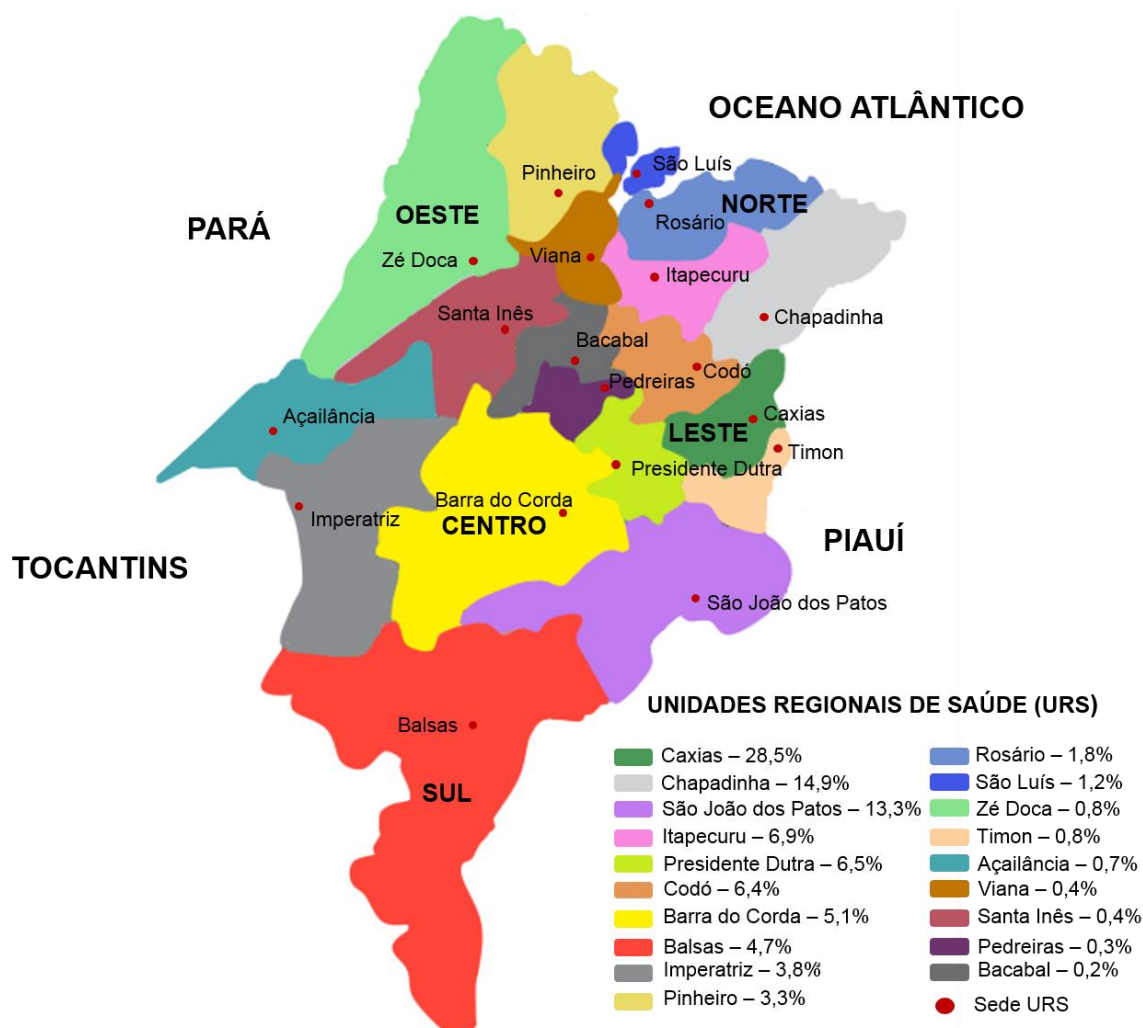 OCEANO ATLÂNTICO
São Luís
Pinheiro
NORTE
OESTE
Rosário
PARÁ
Viana
Zé Doca
Itapecuru
Santa Inês
Chapadinha
Bacabal
Codó
Pedreiras
Açailância
Caxias
LESTE
Timon
Presidente Dutra
Barra do Corda
Imperatriz
CENTRO
PIAUÍ
TOCANTINS
São João dos Patos
Balsas
SUL
UNIDADES REGIONAIS DE SAÚDE (URS)
Caxias – 28,5%
Chapadinha – 14,9%
São João dos Patos – 13,3%
Itapecuru – 6,9%
Presidente Dutra – 6,5%
Codó – 6,4%
Barra do Corda – 5,1%
Balsas – 4,7%
Imperatriz – 3,8%
Pinheiro – 3,3%
Rosário – 1,8%
São Luís – 1,2%
Zé Doca – 0,8%
Timon – 0,8%
Açailância – 0,7%
Viana – 0,4%
Santa Inês – 0,4%
Pedreiras – 0,3%
Bacabal – 0,2%
Sede URS